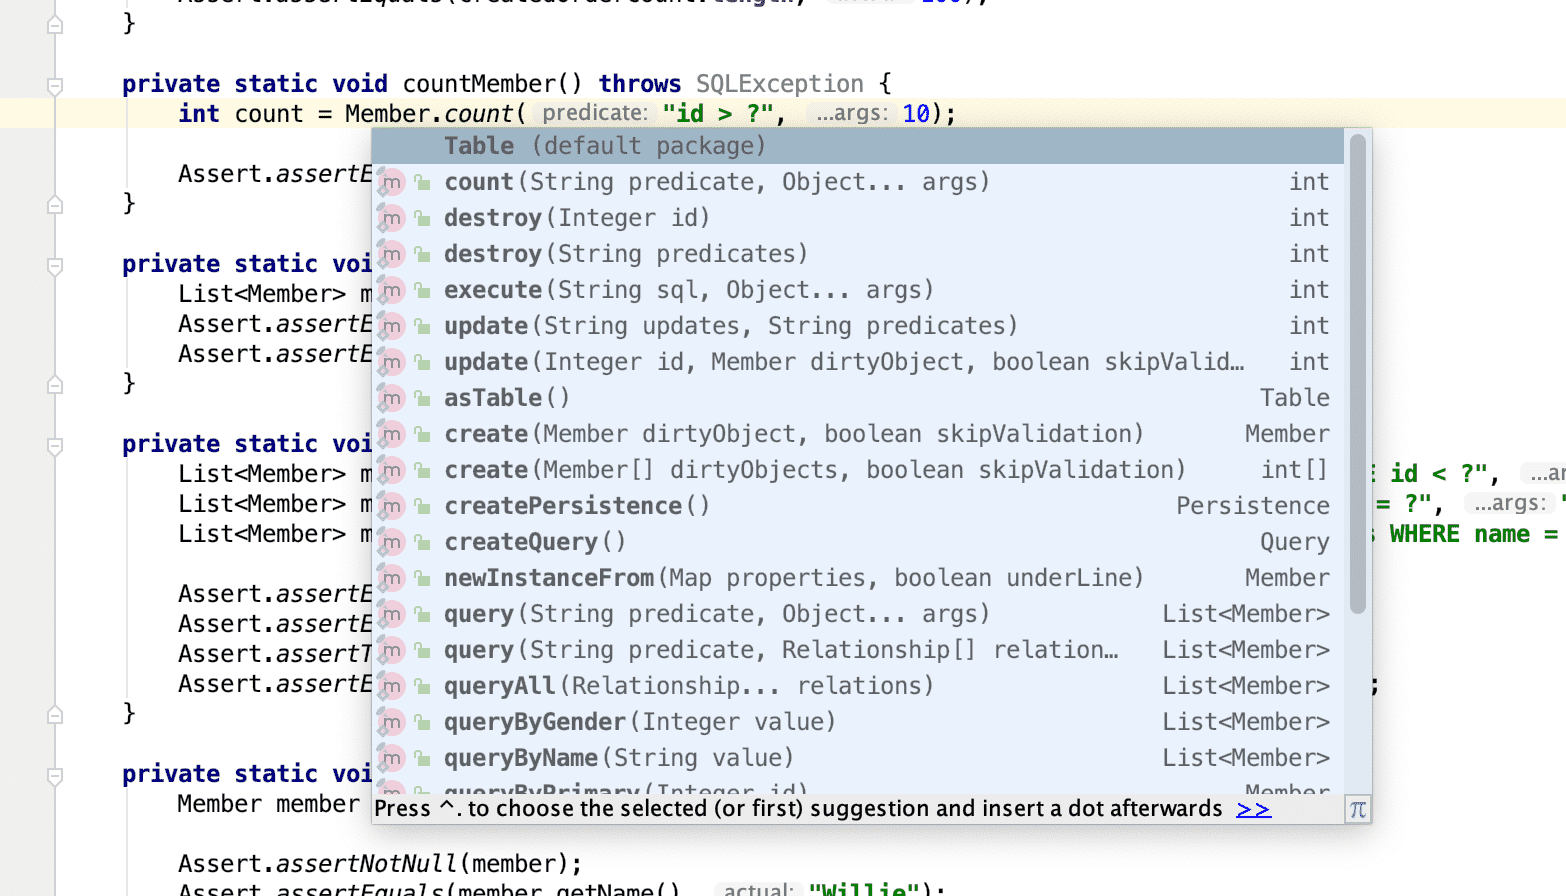 Assert.assertEquals(createdOrderCount.length, 100);
}
private static void countMember() throws SQLException {
int count = Member.count( predicate: "id > ?", ...args: 10);
Table (default package)
m count(String predicate, Object... args) int
Assert.assertE
m destroy(Integer id) int
}
m destroy(String predicates) int
private static voi
m execute(String sql, Object... args) int
List<Member> m
m update(String updates, String predicates) int
Assert.assertE
m update(Integer id, Member dirtyObject, boolean skipValid… int
Assert.assertE
m asTable() Table
}
m create(Member dirtyObject, boolean skipValidation) Member
private static voi
m create(Member[] dirtyObjects, boolean skipValidation) int[]
List<Member> m E id < ?", ...ar
m createPersistence() Persistence
List<Member> m = ?", ...args: "
m createQuery() Query
List<Member> m s WHERE name =
m newInstanceFrom(Map properties, boolean underLine) Member
Assert.assertE
m query(String predicate, Object... args) List<Member>
Assert.assertE
m query(String predicate, Relationship[] relation… List<Member>
Assert.assertT
m queryAll(Relationship... relations) List<Member>
Assert.assertE ;
m queryByGender(Integer value) List<Member>
}
m queryByName(String value) List<Member>
private static voi
m queryByPrimary(Integer id) Member
Member member
Press ^. to choose the selected (or first) suggestion and insert a dot afterwards >> π
Assert.assertNotNull(member);
Assert.assertEquals(member.getName(), actual: "Willie");